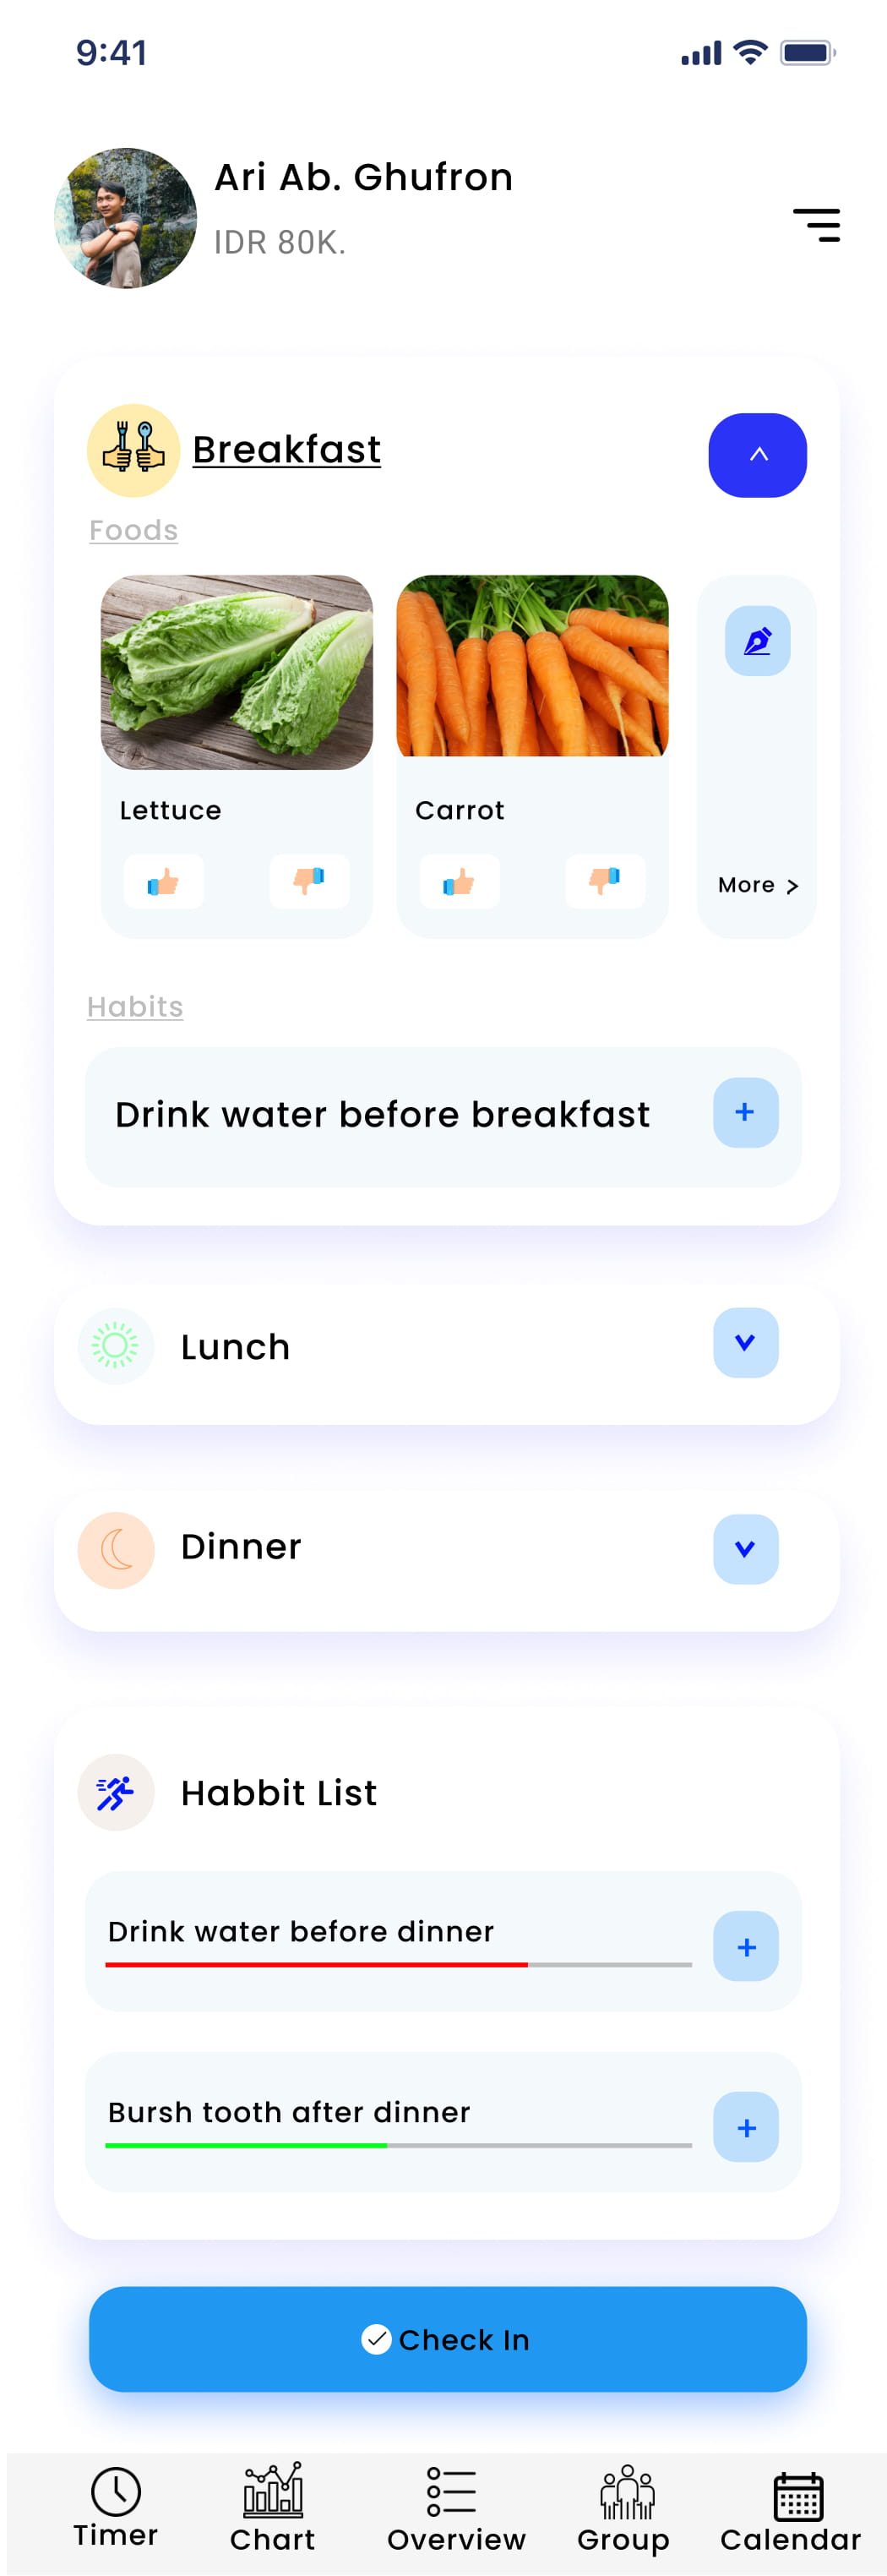 9:41
Ari Ab. Ghufron
IDR 80K.
Breakfast
Foods
Lettuce
Carrot
More >
Habits
Drink water before breakfast
+
Lunch
Dinner
Habbit List
Drink water before dinner
+
Bursh tooth after dinner
+
Check In
Timer
Chart
Overview
Group
Calendar